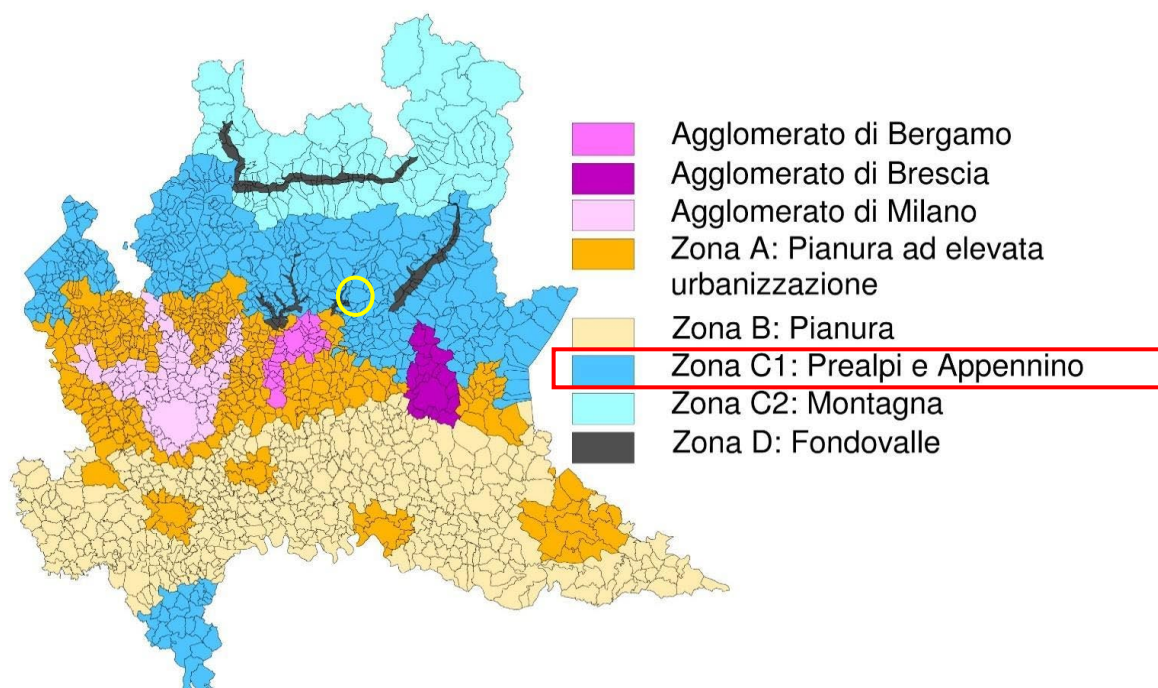 Agglomerato di Bergamo
Agglomerato di Brescia
Agglomerato di Milano
Zona A: Pianura ad elevata
urbanizzazione
Zona B: Pianura
Zona C1: Prealpi e Appennino
Zona C2: Montagna
Zona D: Fondovalle